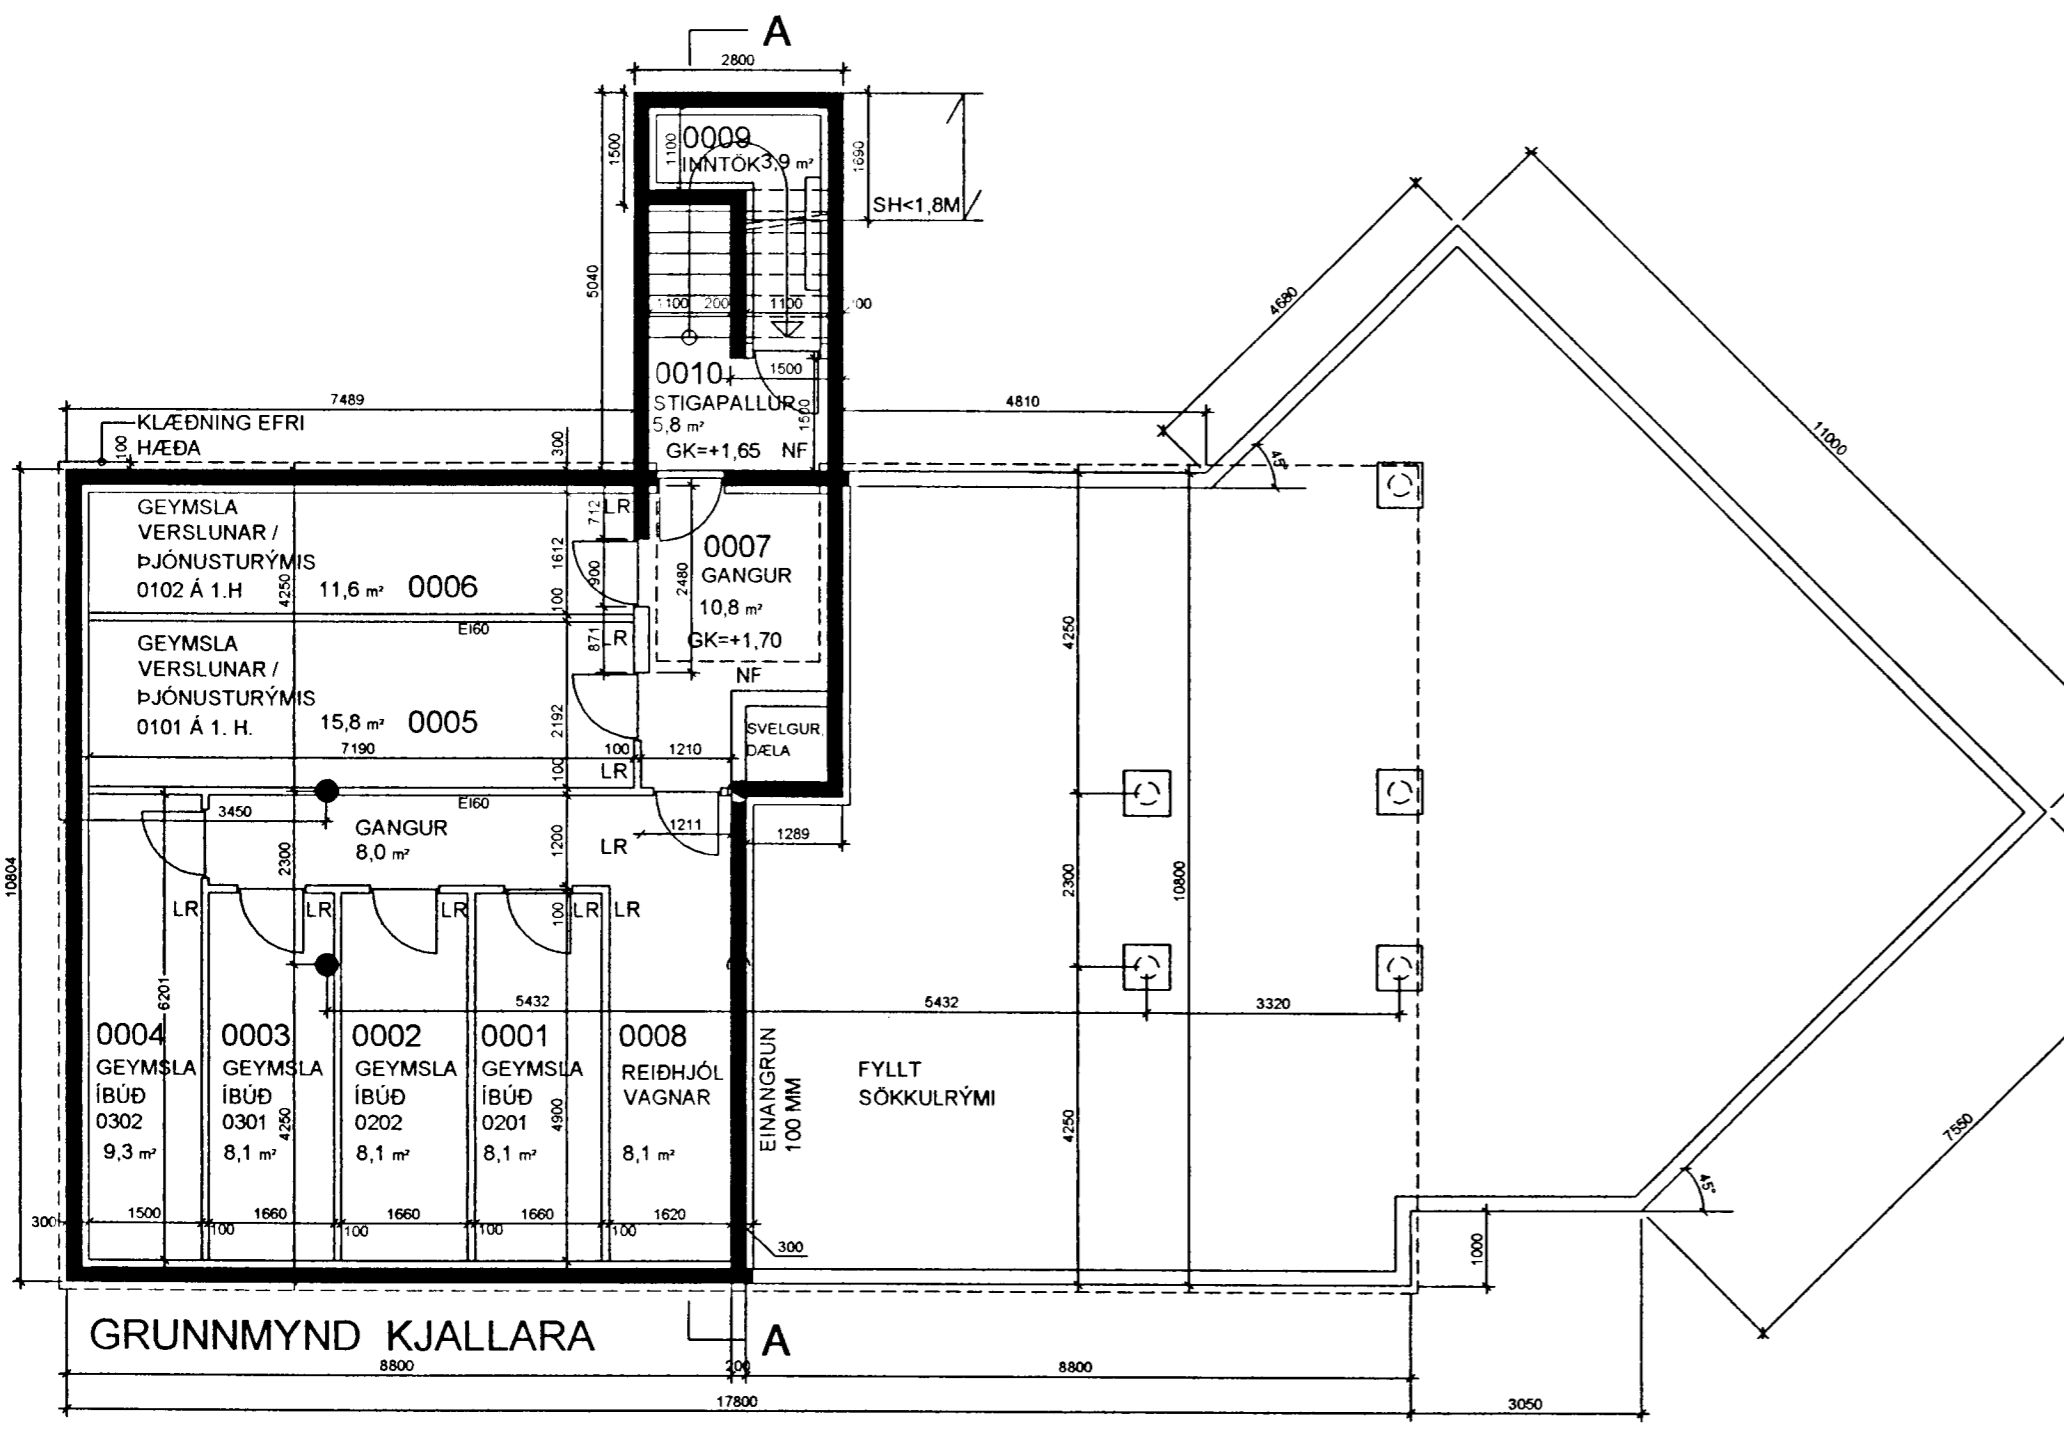 A
2800
1500
1100
0009
INNTÖK 3,9 m²
1690
SH<1,8M
5040
1100
200
1100
4680
11000
0010
1500
STIGAPALLUR
1500
5,8 m²
GK=+1,65 NF
7489
4810
KLÆÐNING EFRI
HÆÐA
100
300
45°
GEYMSLA
VERSLUNAR /
ÞJÓNUSTURÝMIS
0102 Á 1.H
11,6 m² 0006
4250
712
LR
1612
900
100
2480
0007
GANGUR
10,8 m²
GK=+1,70
NF
EI60
GEYMSLA
VERSLUNAR /
ÞJÓNUSTURÝMIS
0101 Á 1. H.
15,8 m² 0005
871
LR
2192
4250
SVELGUR,
DÆLA
7190
100
1210
100
LR
EI60
3450
GANGUR
8,0 m²
1200
1211
1289
LR
10804
2300
2300
10800
LR
LR
LR
100
LR
LR
6201
5432
5432
3320
0004
GEYMSLA
ÍBÚÐ
0302
9,3 m²
0003
GEYMSLA
ÍBÚÐ
0301
8,1 m²
4250
0002
GEYMSLA
ÍBÚÐ
0202
8,1 m²
0001
GEYMSLA
ÍBÚÐ
0201
8,1 m²
4900
0008
REIÐHJÓL
VAGNAR
8,1 m²
EINANGRUN
100 MM
FYLLT
SÖKKULRÝMI
4250
7550
45°
300
1500
100
1660
100
1660
100
1660
100
1620
300
1000
GRUNNMYND KJALLARA
A
8800
200
8800
17800
3050